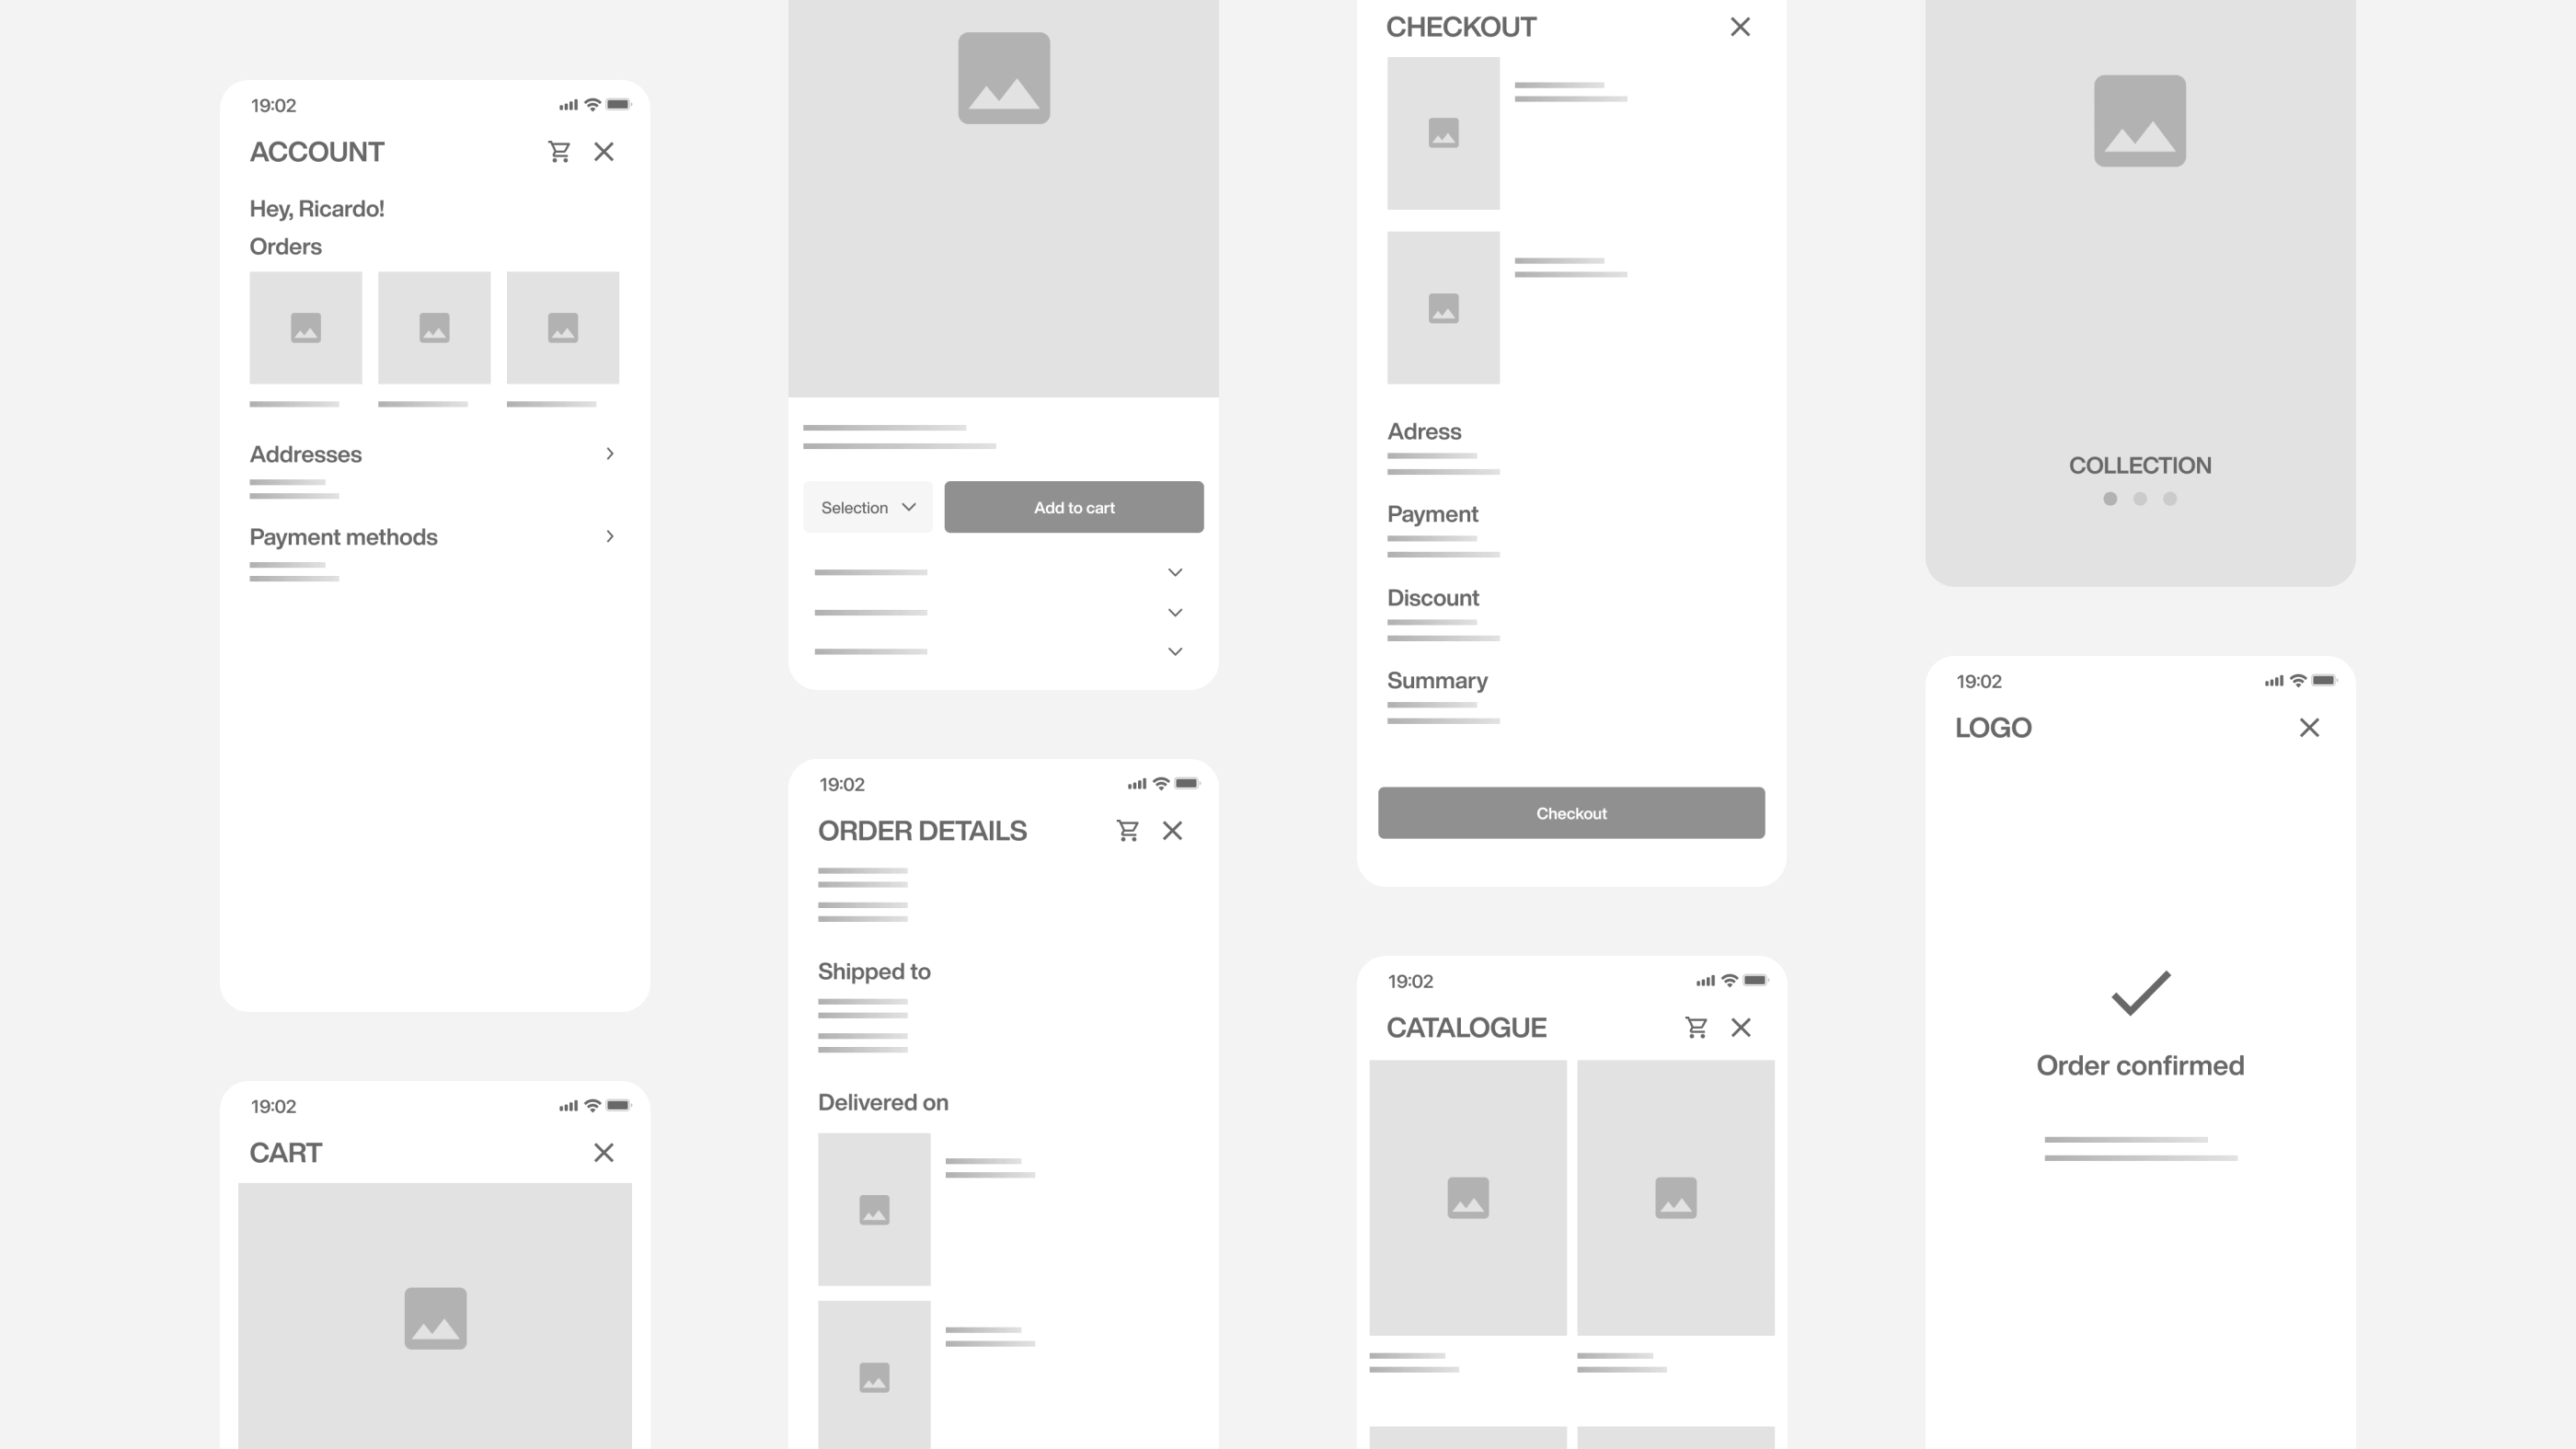 19:02
ACCOUNT
Hey, Ricardo!
Orders
Addresses
Payment methods
19:02
CART
Selection
Add to cart
19:02
ORDER DETAILS
Shipped to
Delivered on
CHECKOUT
Adress
Payment
Discount
Summary
Checkout
19:02
CATALOGUE
COLLECTION
19:02
LOGO
Order confirmed